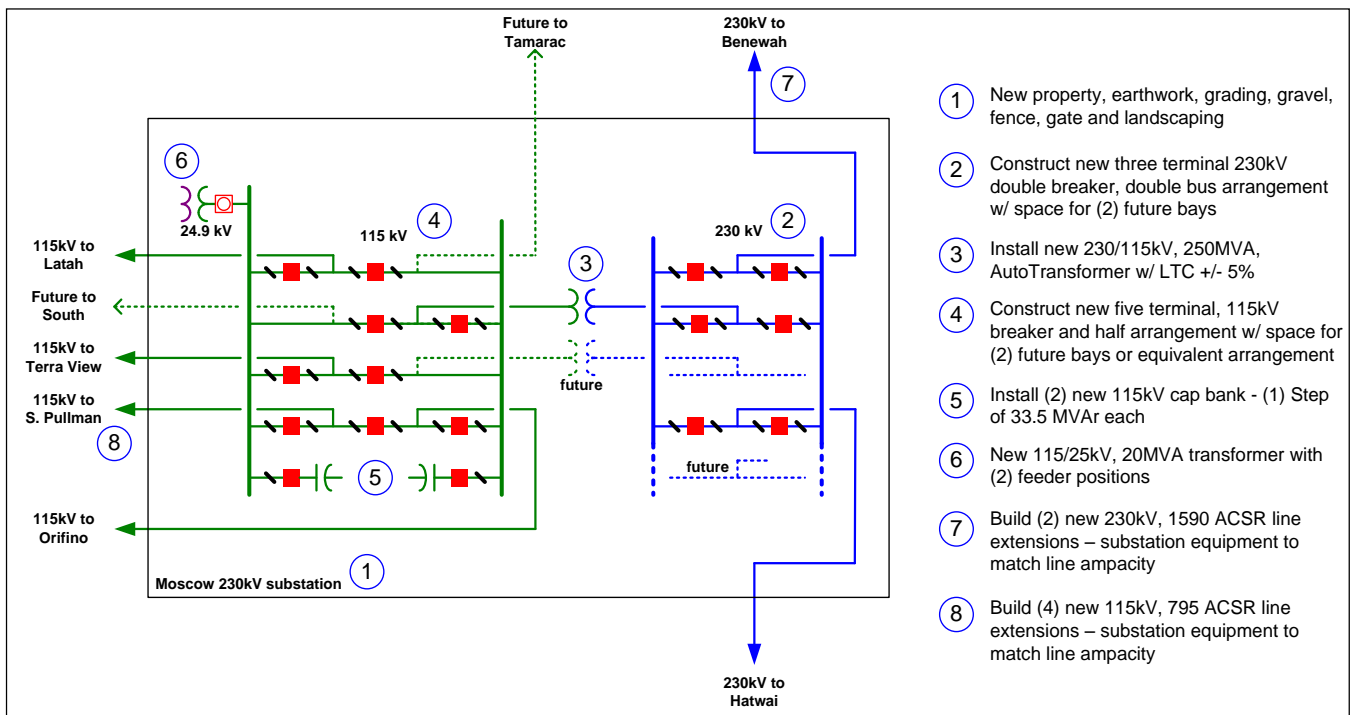 Future to
Tamarac
230kV to
Benewah
7
6
24.9 kV
115 kV
4
3
230 kV
2
115kV to
Latah
Future to
South
115kV to
Terra View
115kV to
S. Pullman
8
future
future
5
115kV to
Orifino
Moscow 230kV substation
1
230kV to
Hatwai
1
New property, earthwork, grading, gravel,
fence, gate and landscaping
2
Construct new three terminal 230kV
double breaker, double bus arrangement
w/ space for (2) future bays
3
Install new 230/115kV, 250MVA,
AutoTransformer w/ LTC +/- 5%
4
Construct new five terminal, 115kV
breaker and half arrangement w/ space for
(2) future bays or equivalent arrangement
5
Install (2) new 115kV cap bank - (1) Step
of 33.5 MVAr each
6
New 115/25kV, 20MVA transformer with
(2) feeder positions
7
Build (2) new 230kV, 1590 ACSR line
extensions – substation equipment to
match line ampacity
8
Build (4) new 115kV, 795 ACSR line
extensions – substation equipment to
match line ampacity